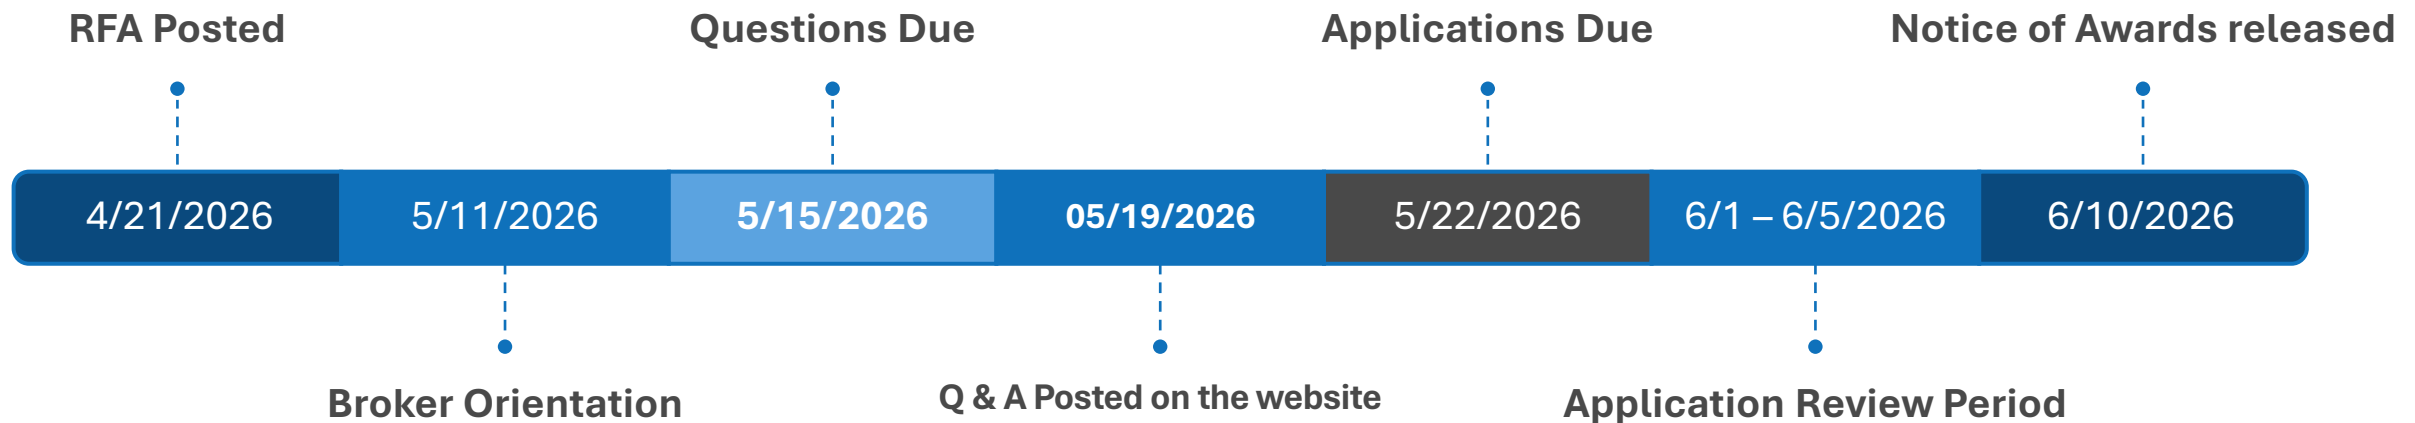 RFA Posted
Questions Due
Applications Due
Notice of Awards released
4/21/2026
5/11/2026
5/15/2026
05/19/2026
5/22/2026
6/1 – 6/5/2026
6/10/2026
Broker Orientation
Q & A Posted on the website
Application Review Period